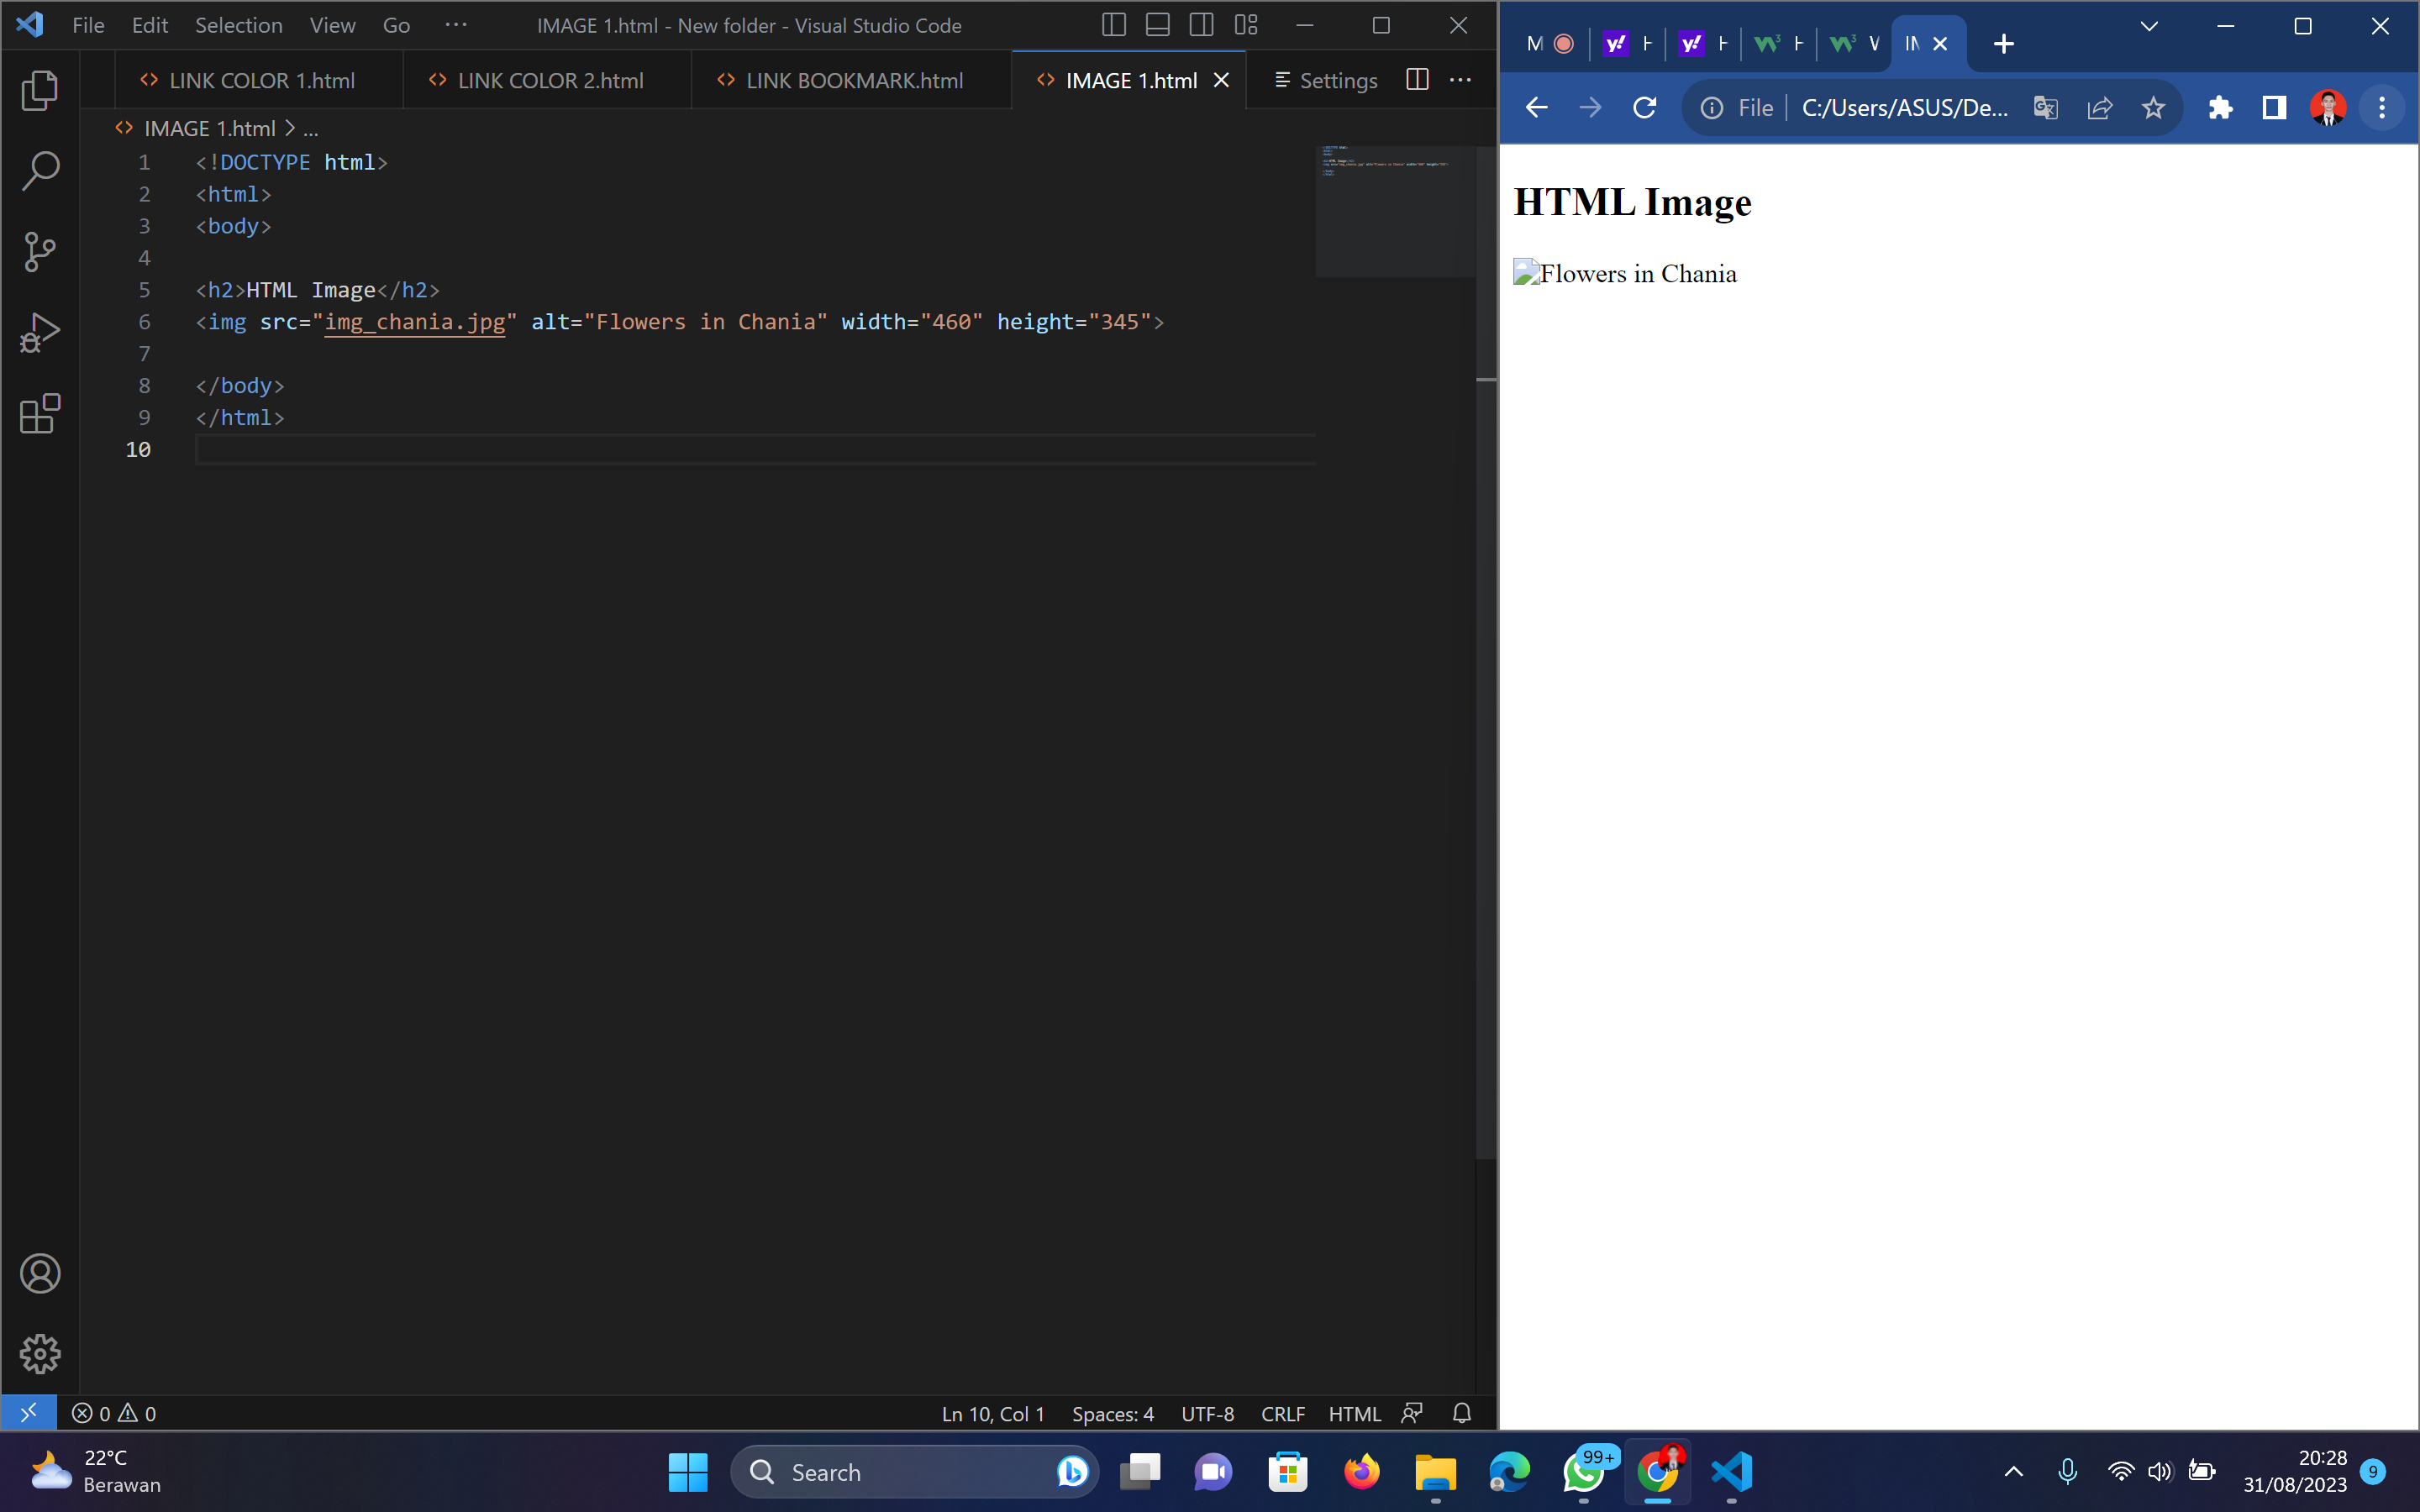 File Edit Selection View Go ··· IMAGE 1.html - New folder - Visual Studio Code
LINK COLOR 1.html LINK COLOR 2.html LINK BOOKMARK.html IMAGE 1.html Settings ···
IMAGE 1.html > ...
1 <!DOCTYPE html>
2 <html>
3 <body>
4
5 <h2>HTML Image</h2>
6 <img src="img_chania.jpg" alt="Flowers in Chania" width="460" height="345">
7
8 </body>
9 </html>
10
0 0 Ln 10, Col 1 Spaces: 4 UTF-8 CRLF HTML
M
File C:/Users/ASUS/De...
HTML Image
Flowers in Chania
22°C
Berawan
Search
99+
20:28
31/08/2023
9